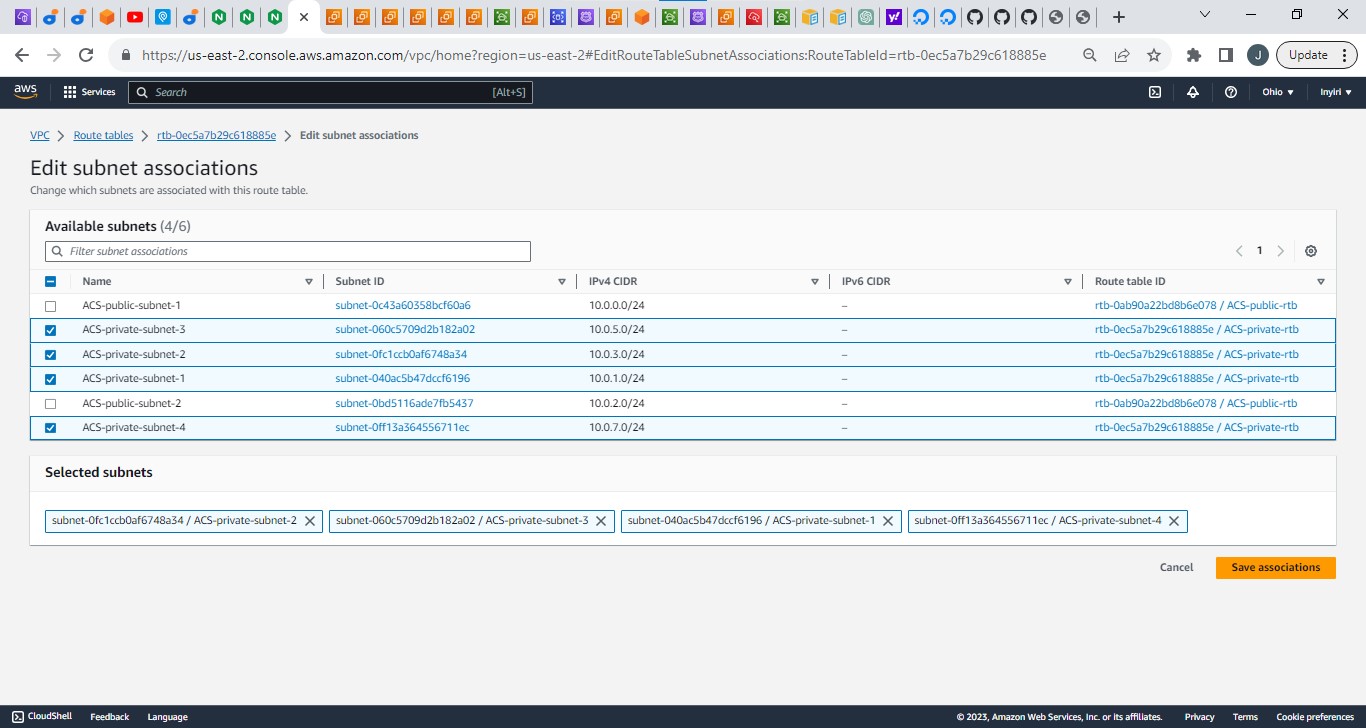 https://us-east-2.console.aws.amazon.com/vpc/home?region=us-east-2#EditRouteTableSubnetAssociations:RouteTableId=rtb-0ec5a7b29c618885e
J
Update
aws
Services
Search
[Alt+S]
Ohio
Inyiri
VPC > Route tables > rtb-0ec5a7b29c618885e > Edit subnet associations
Edit subnet associations
Change which subnets are associated with this route table.
Available subnets (4/6)
Filter subnet associations
1
Name Subnet ID IPv4 CIDR IPv6 CIDR Route table ID
ACS-public-subnet-1 subnet-0c43a60358bcf60a6 10.0.0.0/24 – rtb-0ab90a22bd8b6e078 / ACS-public-rtb
ACS-private-subnet-3 subnet-060c5709d2b182a02 10.0.5.0/24 – rtb-0ec5a7b29c618885e / ACS-private-rtb
ACS-private-subnet-2 subnet-0fc1ccb0af6748a34 10.0.3.0/24 – rtb-0ec5a7b29c618885e / ACS-private-rtb
ACS-private-subnet-1 subnet-040ac5b47dccf6196 10.0.1.0/24 – rtb-0ec5a7b29c618885e / ACS-private-rtb
ACS-public-subnet-2 subnet-0bd5116ade7fb5437 10.0.2.0/24 – rtb-0ab90a22bd8b6e078 / ACS-public-rtb
ACS-private-subnet-4 subnet-0ff13a364556711ec 10.0.7.0/24 – rtb-0ec5a7b29c618885e / ACS-private-rtb
Selected subnets
subnet-0fc1ccb0af6748a34 / ACS-private-subnet-2
subnet-060c5709d2b182a02 / ACS-private-subnet-3
subnet-040ac5b47dccf6196 / ACS-private-subnet-1
subnet-0ff13a364556711ec / ACS-private-subnet-4
Cancel
Save associations
CloudShell
Feedback
Language
© 2023, Amazon Web Services, Inc. or its affiliates.
Privacy
Terms
Cookie preferences